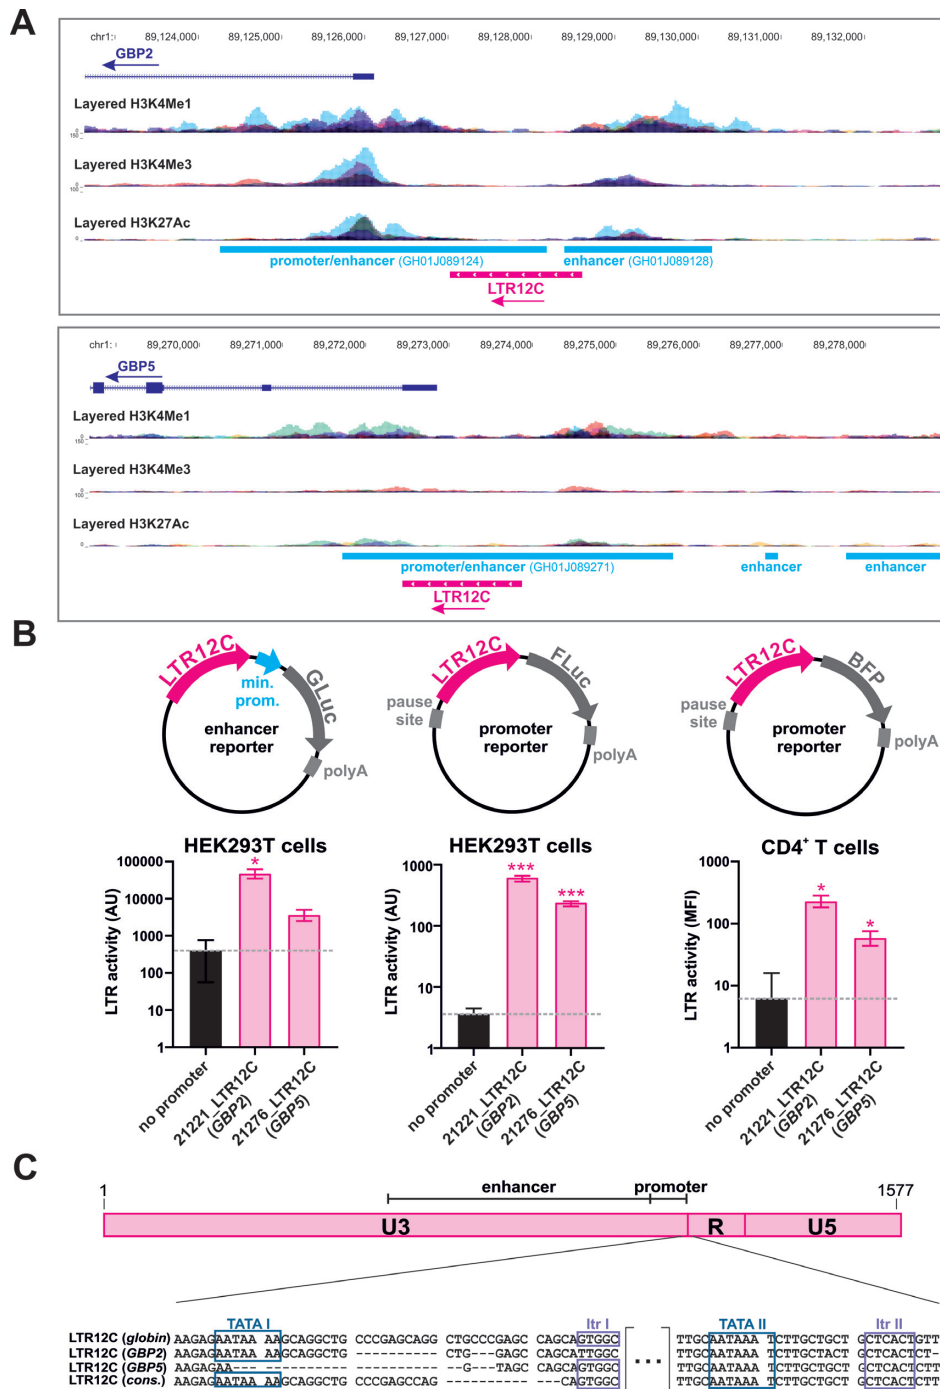 A
chr1: 89,124,000 89,125,000 89,126,000 89,127,000 89,128,000 89,129,000 89,130,000 89,131,000 89,132,000
GBP2
Layered H3K4Me1
0
150
Layered H3K4Me3
0
100
Layered H3K27Ac
0
promoter/enhancer (GH01J089124) enhancer (GH01J089128)
LTR12C
chr1: 89,270,000 89,271,000 89,272,000 89,273,000 89,274,000 89,275,000 89,276,000 89,277,000 89,278,000
GBP5
Layered H3K4Me1
0
150
Layered H3K4Me3
0
100
Layered H3K27Ac
0
promoter/enhancer (GH01J089271) enhancer enhancer
LTR12C
B
LTR12C
min. prom.
GLuc
polyA
enhancer reporter
LTR12C
FLuc
pause site
polyA
promoter reporter
LTR12C
BFP
pause site
polyA
promoter reporter
HEK293T cells
LTR activity (AU)
100000
10000
1000
100
10
1
*
no promoter
21221_LTR12C (GBP2)
21276_LTR12C (GBP5)
HEK293T cells
LTR activity (AU)
1000
100
10
1
***
***
no promoter
21221_LTR12C (GBP2)
21276_LTR12C (GBP5)
CD4+ T cells
LTR activity (MFI)
1000
100
10
1
*
*
no promoter
21221_LTR12C (GBP2)
21276_LTR12C (GBP5)
C
1 enhancer promoter 1577
U3 R U5
TATA I ltr I TATA II ltr II
LTR12C (globin) AAGAGAATAA AAGCAGGCTG CCCGAGCAGG CTGCCCGAGC CAGCAGTGGC ... TTGCAATAAA TCTTGCTGCT GCTCACTGTT
LTR12C (GBP2) AAGAGAATAA AAGCAGGCTG ---------- CTG---GAGC CAGCATTGGC ... TTGCAATAAA TCTTGCTACT GCTCACTCT-
LTR12C (GBP5) AAGAGAA--- ---------- ---------- --G---TAGC CAGCAGTGGC ... TTGCAATAAA TCTTGCTGCT GCTCACTCTT
LTR12C (cons.) AAGAGAATAA AAGCAGGCTG CCCGAGCCAG ---------- ---CAGTGGC ... TTGCAATAAA TCTTGCTGCT GCTCACTCTT